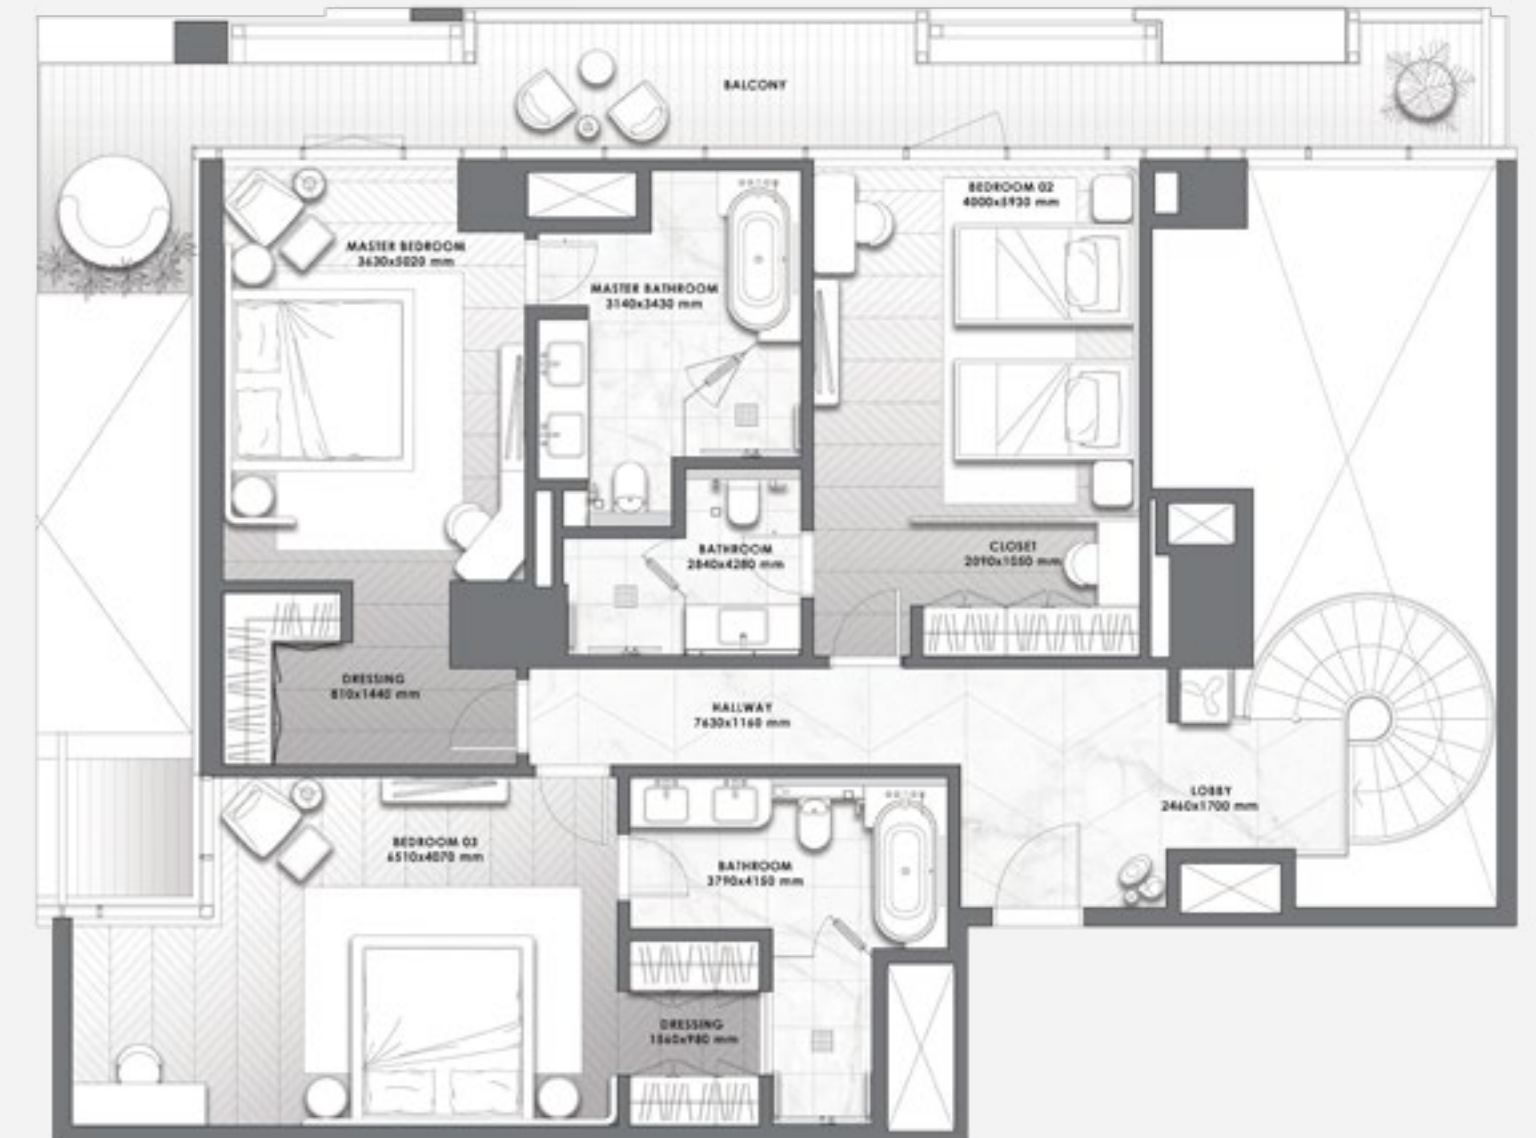 BALCONY
BEDROOM 02
4000x5930 mm
MASTER BEDROOM
3630x5020 mm
MASTER BATHROOM
3140x3430 mm
BATHROOM
2840x4280 mm
CLOSET
2090x1550 mm
DRESSING
810x1440 mm
HALLWAY
7630x1160 mm
LOBBY
2460x1700 mm
BEDROOM 03
6510x4070 mm
BATHROOM
3790x4150 mm
DRESSING
1560x980 mm